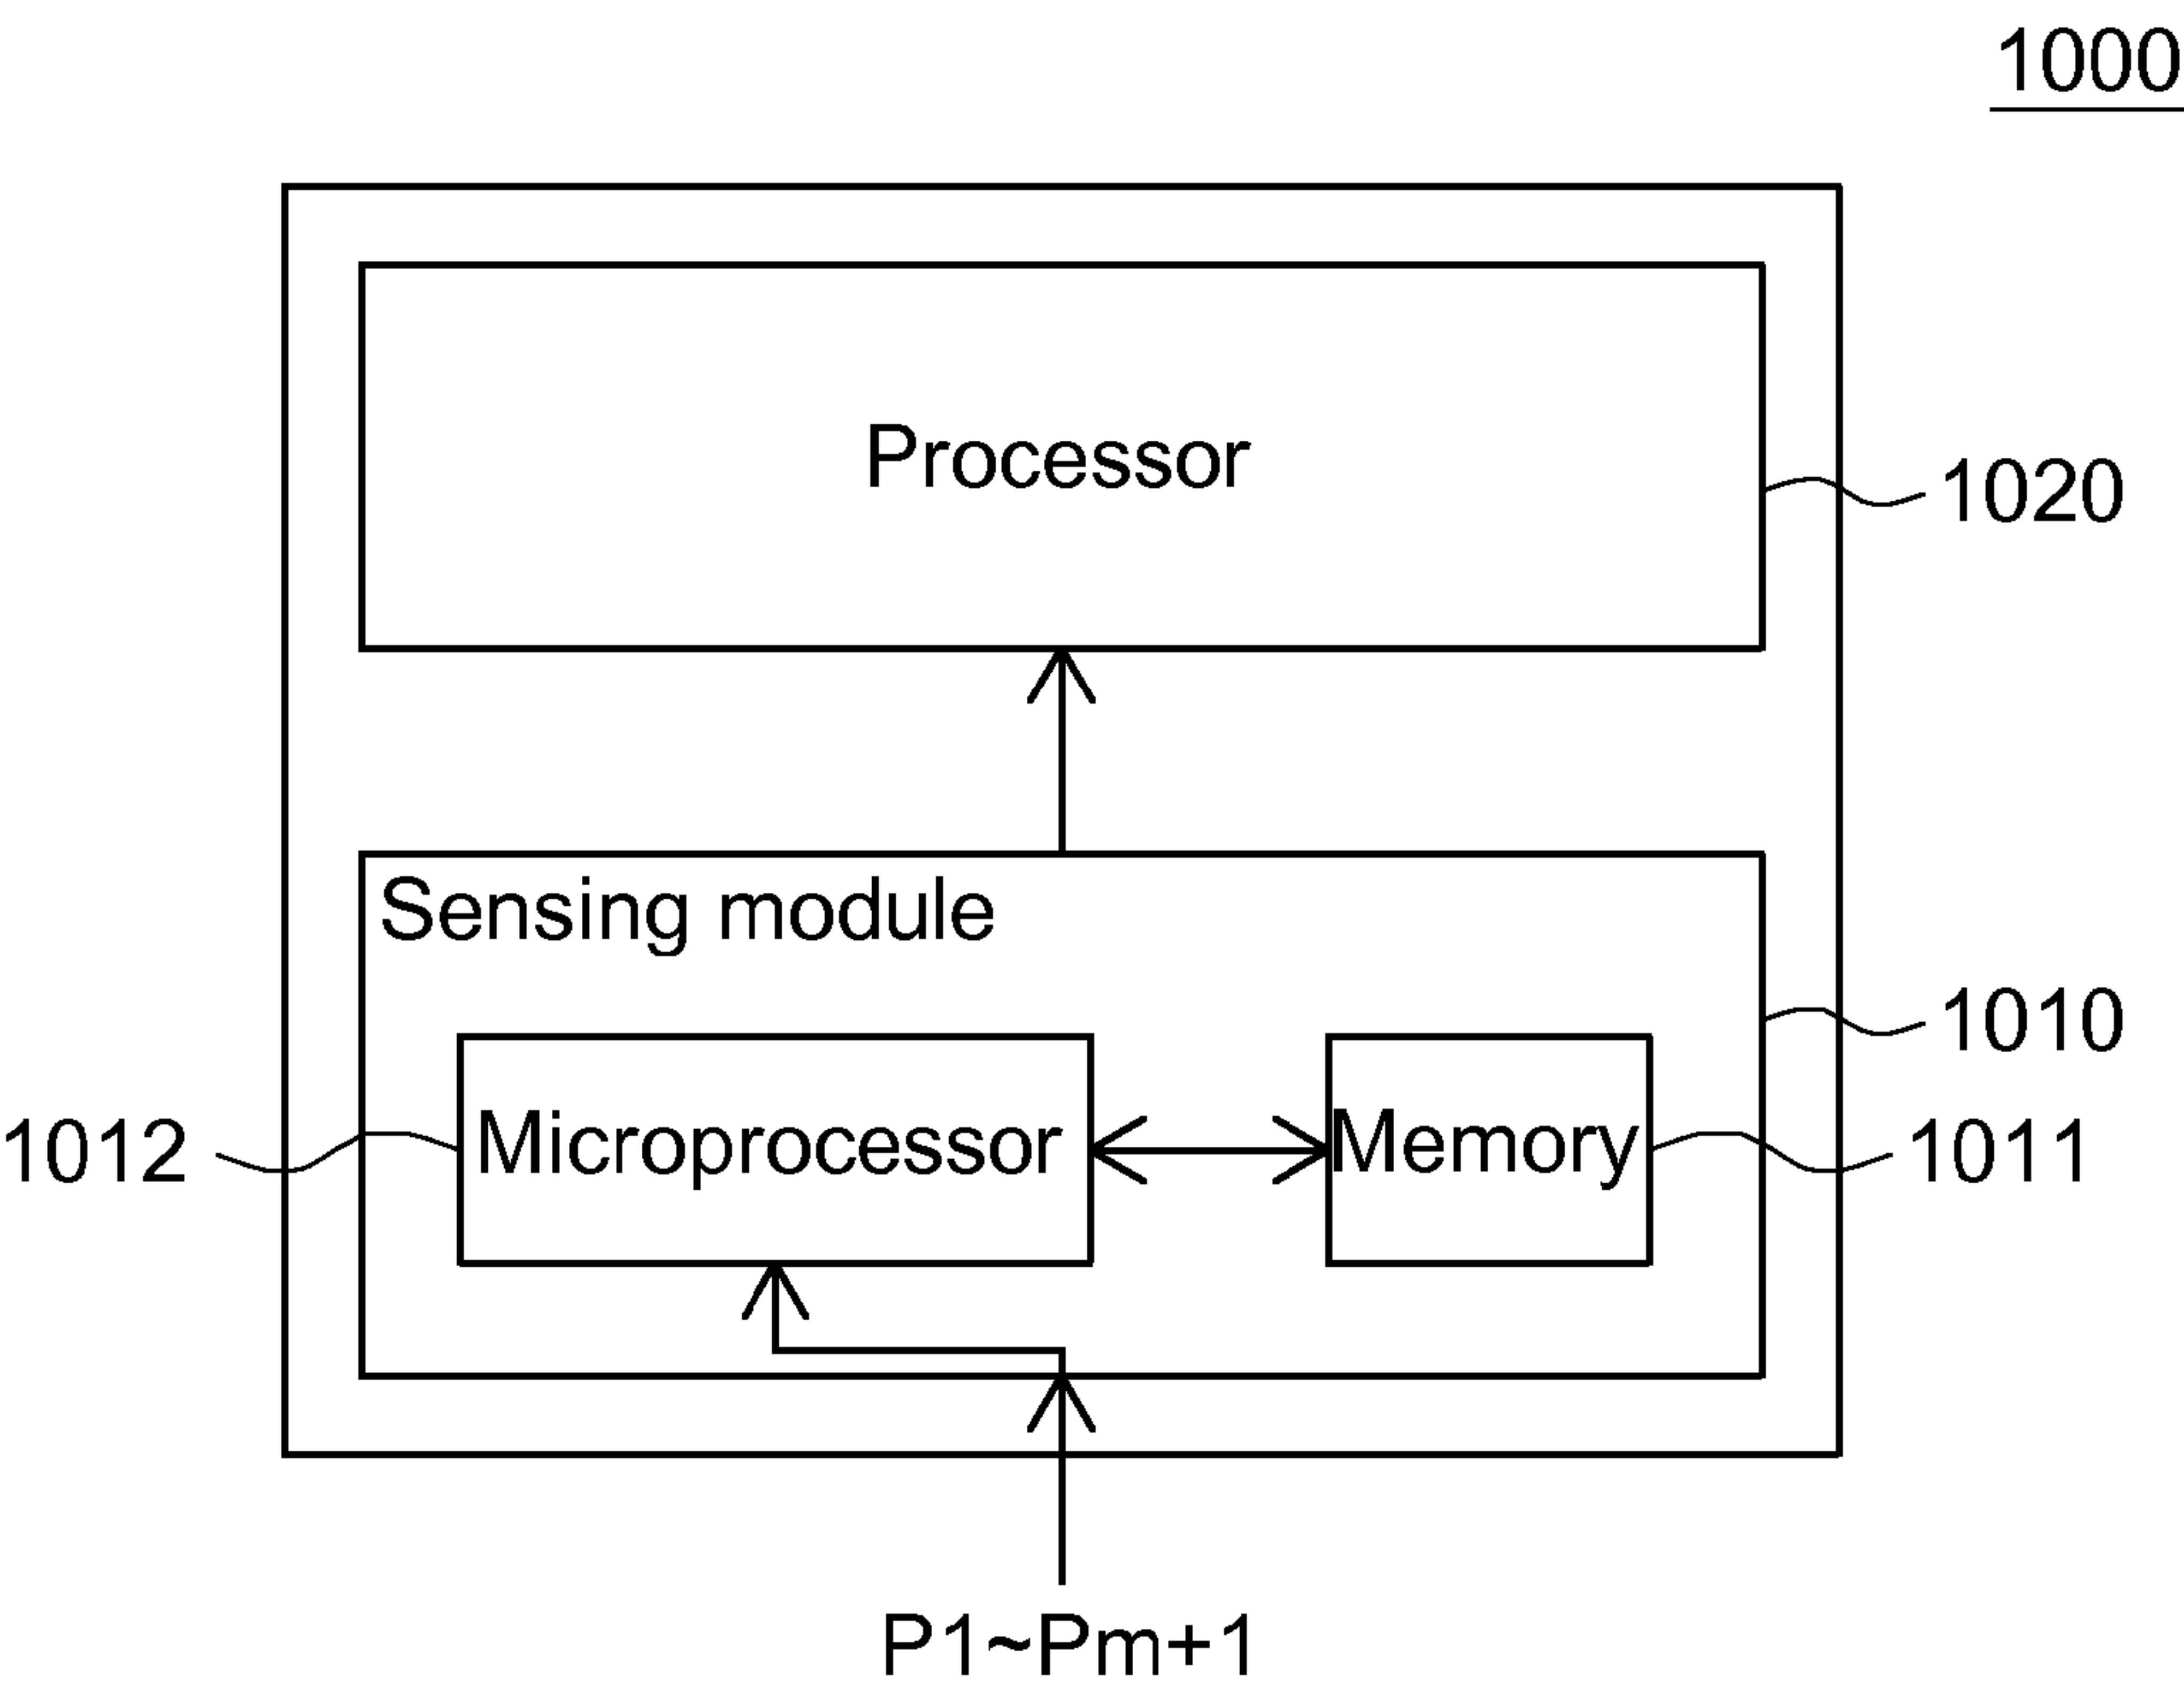 1000
Processor
1020
Sensing module
1010
1012
Microprocessor
Memory
1011
P1~Pm+1